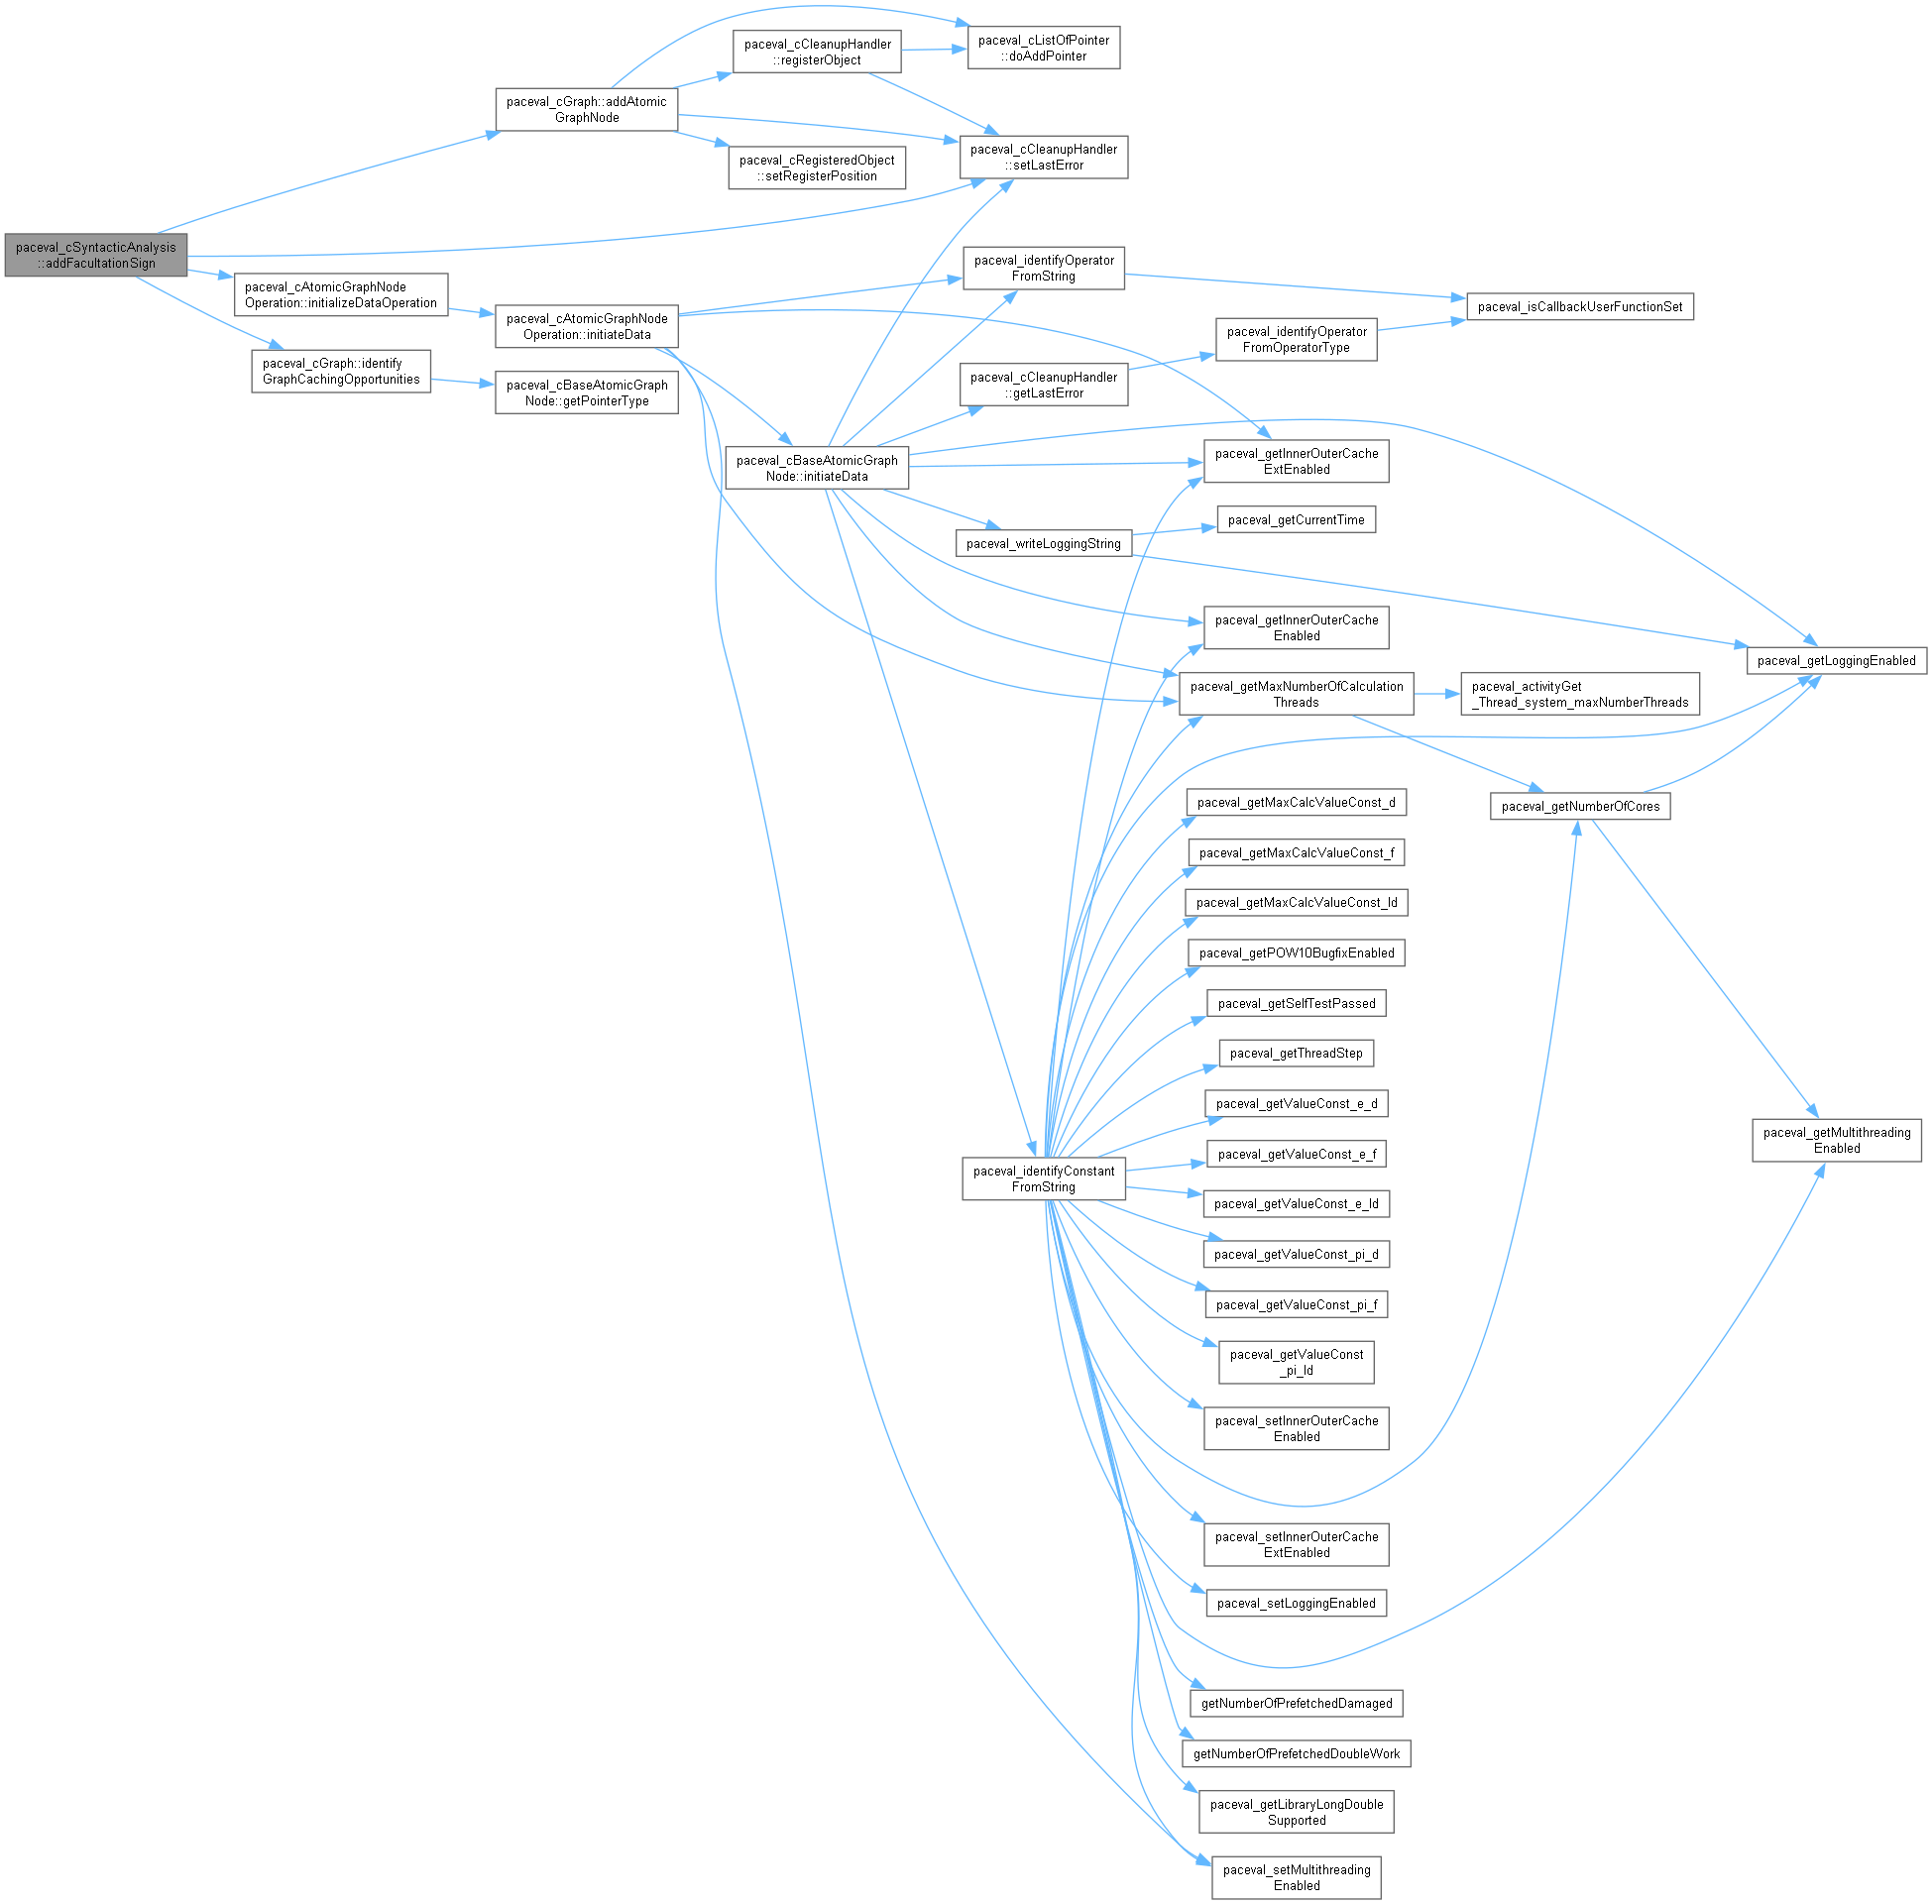 paceval_cSyntacticAnalysis
::addFacultationSign
paceval_cGraph::addAtomic
GraphNode
paceval_cCleanupHandler
::registerObject
paceval_cListOfPointer
::doAddPointer
paceval_cCleanupHandler
::setLastError
paceval_cRegisteredObject
::setRegisterPosition
paceval_cAtomicGraphNode
Operation::initializeDataOperation
paceval_cAtomicGraphNode
Operation::initiateData
paceval_cGraph::identify
GraphCachingOpportunities
paceval_cBaseAtomicGraph
Node::getPointerType
paceval_cBaseAtomicGraph
Node::initiateData
paceval_identifyOperator
FromString
paceval_isCallbackUserFunctionSet
paceval_identifyOperator
FromOperatorType
paceval_cCleanupHandler
::getLastError
paceval_getInnerOuterCache
ExtEnabled
paceval_getCurrentTime
paceval_writeLoggingString
paceval_getInnerOuterCache
Enabled
paceval_getLoggingEnabled
paceval_getMaxNumberOfCalculation
Threads
paceval_activityGet
_Thread_system_maxNumberThreads
paceval_getNumberOfCores
paceval_getMaxCalcValueConst_d
paceval_getMaxCalcValueConst_f
paceval_getMaxCalcValueConst_ld
paceval_getPOW10BugfixEnabled
paceval_getSelfTestPassed
paceval_getThreadStep
paceval_getValueConst_e_d
paceval_getMultithreading
Enabled
paceval_getValueConst_e_f
paceval_identifyConstant
FromString
paceval_getValueConst_e_ld
paceval_getValueConst_pi_d
paceval_getValueConst_pi_f
paceval_getValueConst
_pi_ld
paceval_setInnerOuterCache
Enabled
paceval_setInnerOuterCache
ExtEnabled
paceval_setLoggingEnabled
getNumberOfPrefetchedDamaged
getNumberOfPrefetchedDoubleWork
paceval_getLibraryLongDouble
Supported
paceval_setMultithreading
Enabled